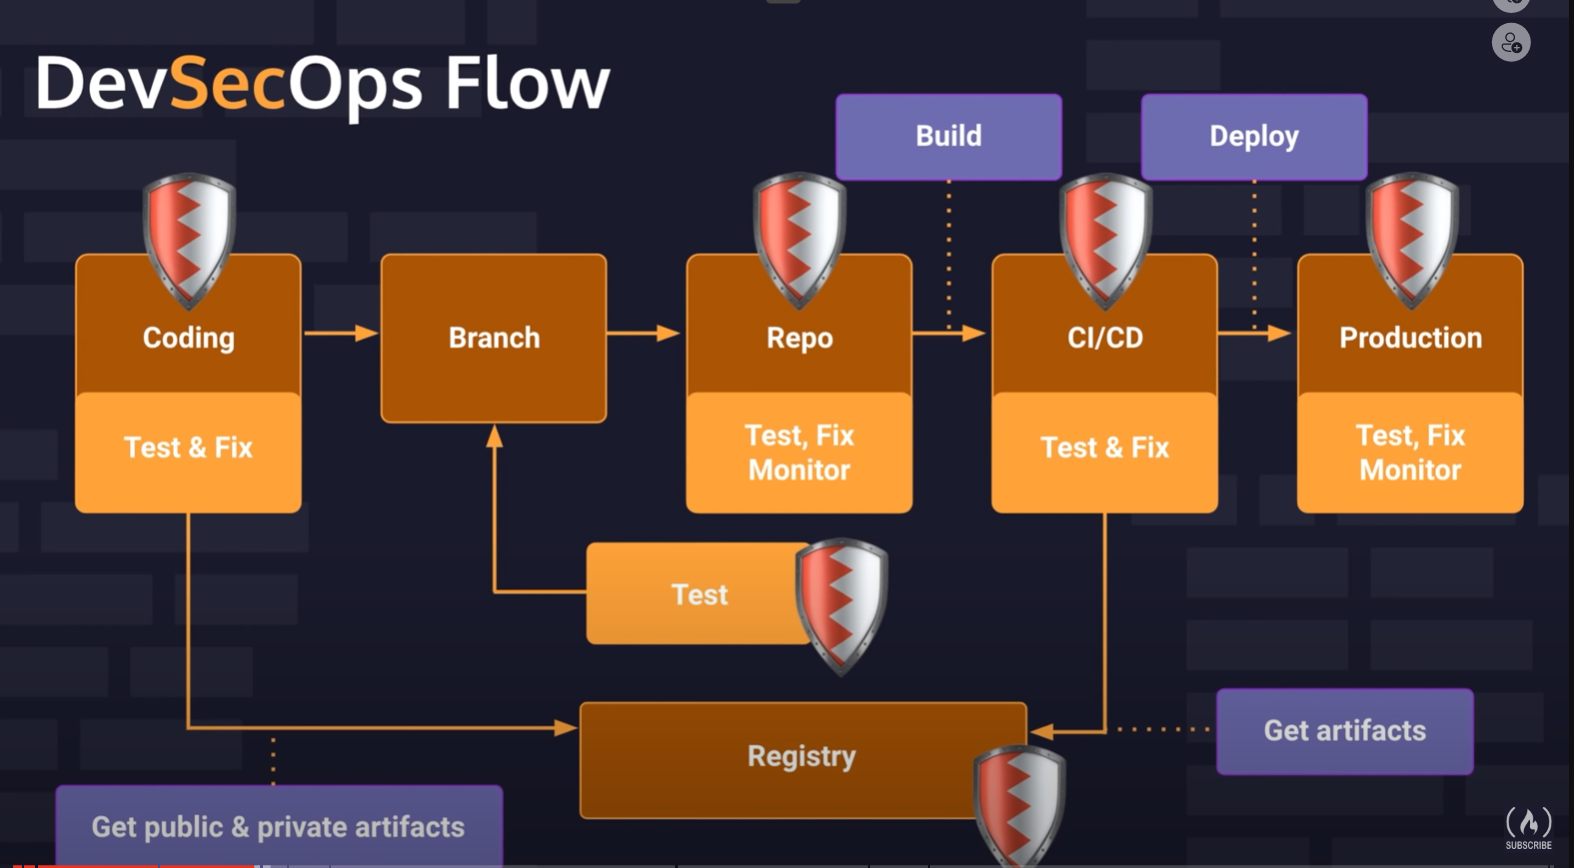 DevSecOps Flow
Build
Deploy
Coding
Branch
Repo
CI/CD
Production
Test & Fix
Test, Fix
Monitor
Test & Fix
Test, Fix
Monitor
Test
Registry
Get artifacts
Get public & private artifacts
SUBSCRIBE